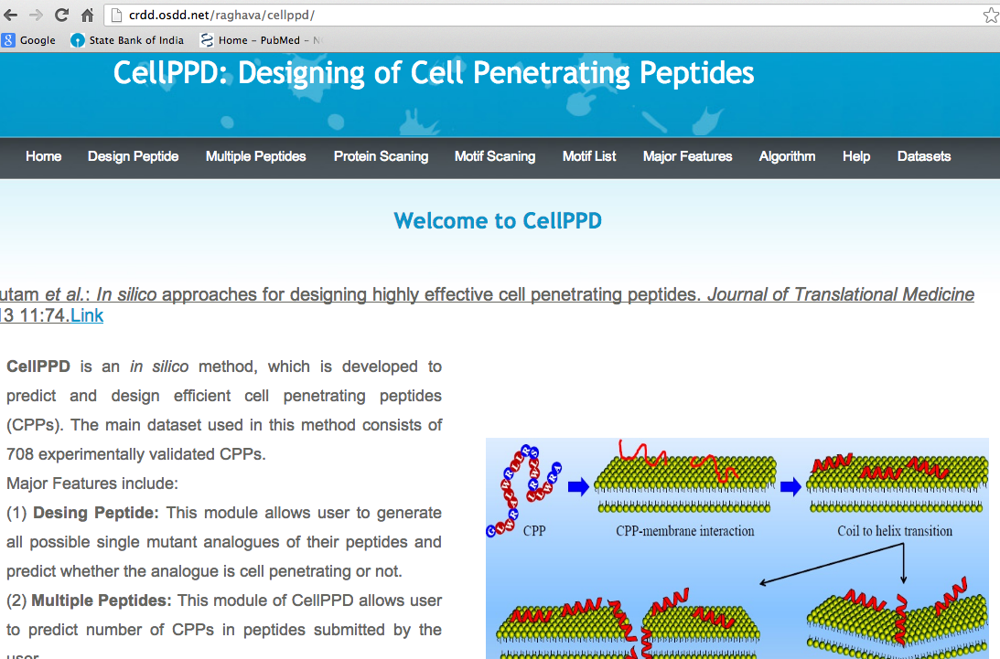 crdd.osdd.net/raghava/cellppd/
Google State Bank of India Home – PubMed – N
CellPPD: Designing of Cell Penetrating Peptides
Home Design Peptide Multiple Peptides Protein Scaning Motif Scaning Motif List Major Features Algorithm Help Datasets
Welcome to CellPPD
utam et al.: In silico approaches for designing highly effective cell penetrating peptides. Journal of Translational Medicine
13 11:74.Link
CellPPD is an in silico method, which is developed to
predict and design efficient cell penetrating peptides
(CPPs). The main dataset used in this method consists of
708 experimentally validated CPPs.
Major Features include:
(1) Desing Peptide: This module allows user to generate
all possible single mutant analogues of their peptides and
predict whether the analogue is cell penetrating or not.
(2) Multiple Peptides: This module of CellPPD allows user
to predict number of CPPs in peptides submitted by the
user.
CPP
CPP-membrane interaction
Coil to helix transition